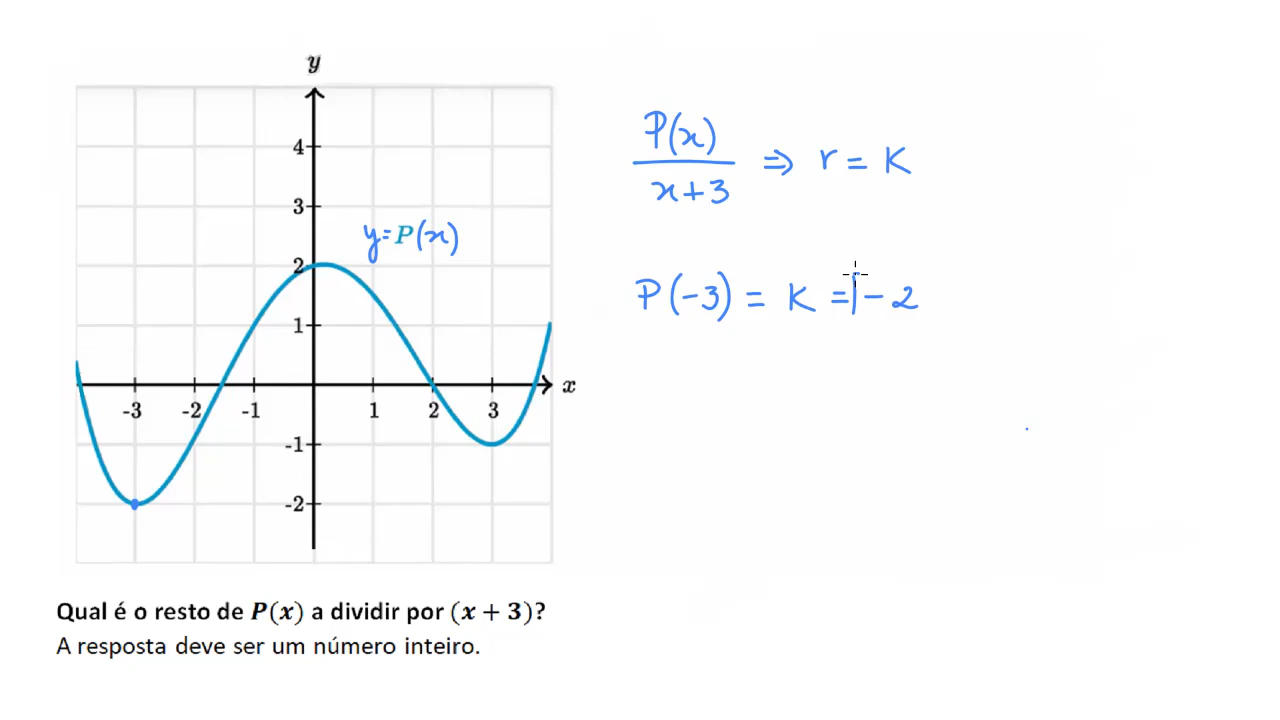 y
4
3
2
1
-3 -2 -1 1 2 3 x
-1
-2
y=P(x)
P(x)
x+3
⇒ r = K
P(-3) = K = -2
Qual é o resto de P(x) a dividir por (x + 3)?
A resposta deve ser um número inteiro.